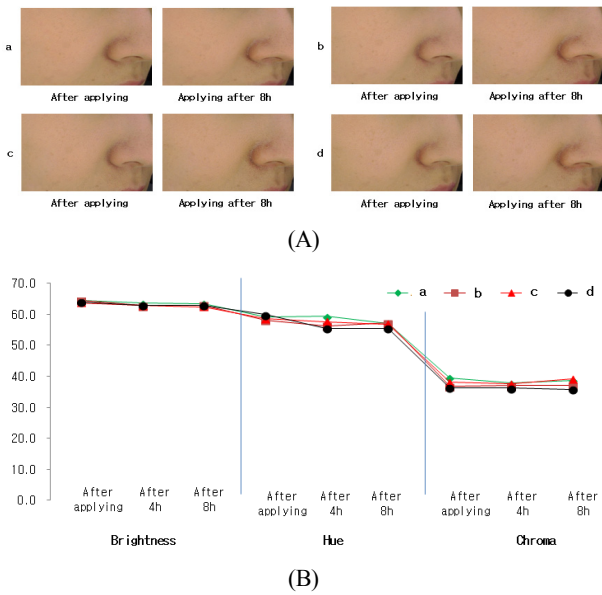 a
b
After applying
Applying after 8h
After applying
Applying after 8h
c
d
After applying
Applying after 8h
After applying
Applying after 8h
(A)
70.0
60.0
50.0
40.0
30.0
20.0
10.0
0.0
a b c d
After applying
After 4h
After 8h
After applying
After 4h
After 8h
After applying
After 4h
After 8h
Brightness
Hue
Chroma
(B)